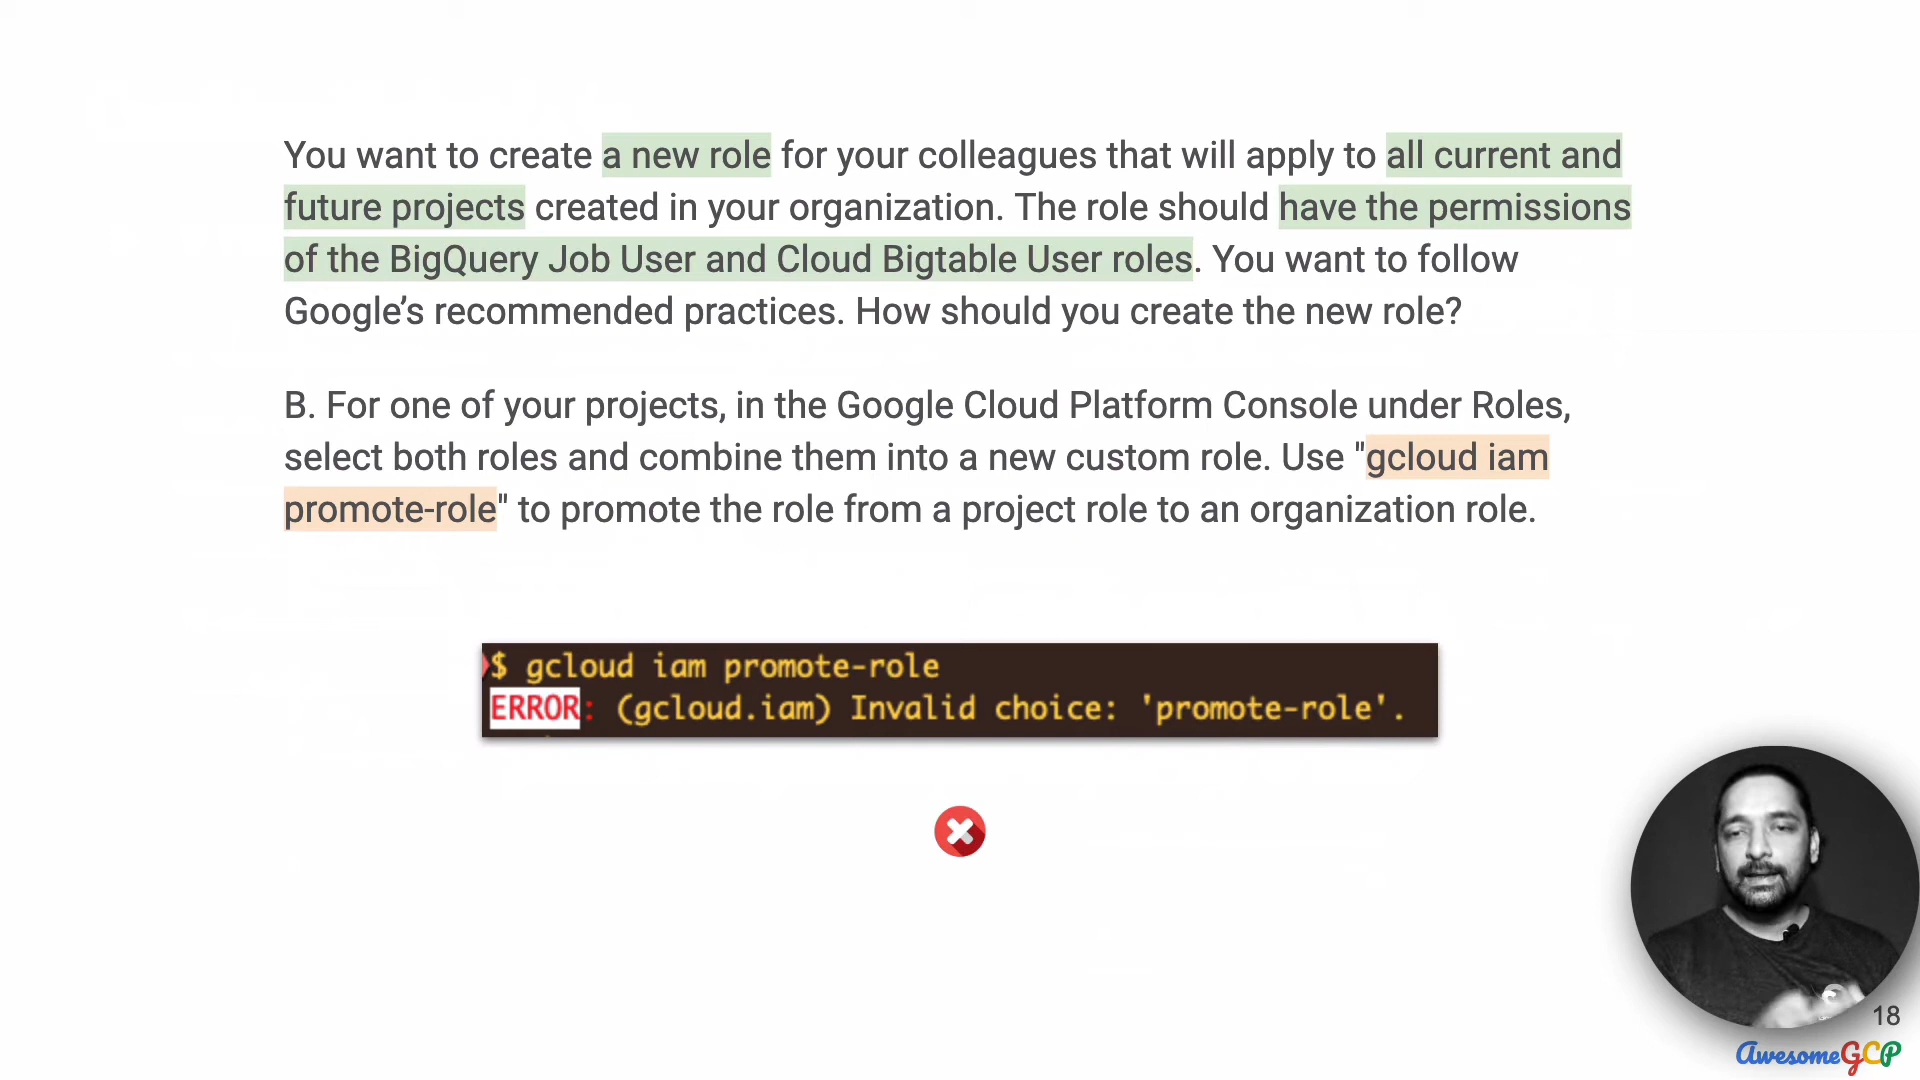 You want to create a new role for your colleagues that will apply to all current and
future projects created in your organization. The role should have the permissions
of the BigQuery Job User and Cloud Bigtable User roles. You want to follow
Google’s recommended practices. How should you create the new role?
B. For one of your projects, in the Google Cloud Platform Console under Roles,
select both roles and combine them into a new custom role. Use "gcloud iam
promote-role" to promote the role from a project role to an organization role.
$ gcloud iam promote-role
ERROR: (gcloud.iam) Invalid choice: 'promote-role'.
18
AwesomeGCP